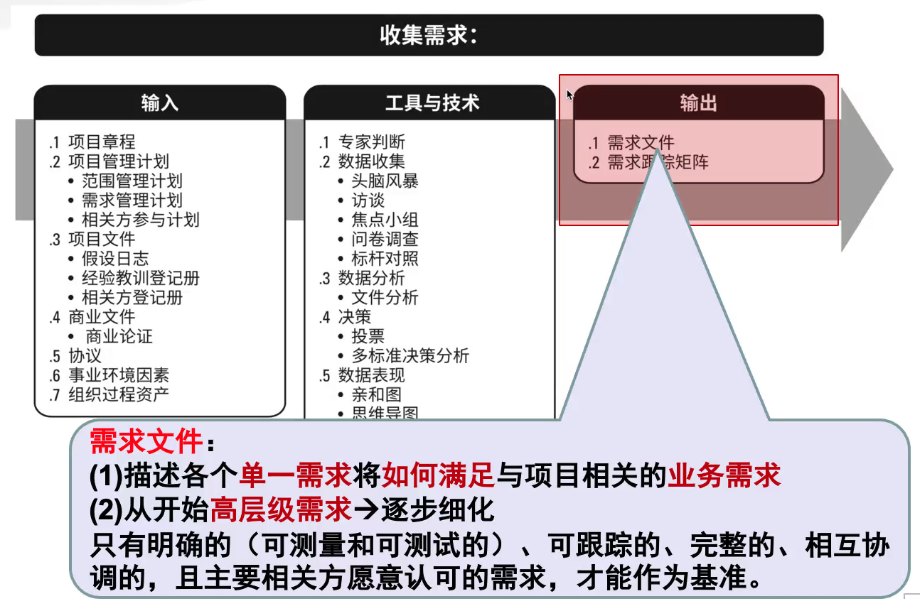 收集需求：
输入
.1 项目章程
.2 项目管理计划
• 范围管理计划
• 需求管理计划
• 相关方参与计划
.3 项目文件
• 假设日志
• 经验教训登记册
• 相关方登记册
.4 商业文件
• 商业论证
.5 协议
.6 事业环境因素
.7 组织过程资产
工具与技术
.1 专家判断
.2 数据收集
• 头脑风暴
• 访谈
• 焦点小组
• 问卷调查
• 标杆对照
.3 数据分析
• 文件分析
.4 决策
• 投票
• 多标准决策分析
.5 数据表现
• 亲和图
• 思维导图
输出
.1 需求文件
.2 需求跟踪矩阵
需求文件：
(1)描述各个单一需求将如何满足与项目相关的业务需求
(2)从开始高层级需求→逐步细化
只有明确的（可测量和可测试的）、可跟踪的、完整的、相互协
调的，且主要相关方愿意认可的需求，才能作为基准。